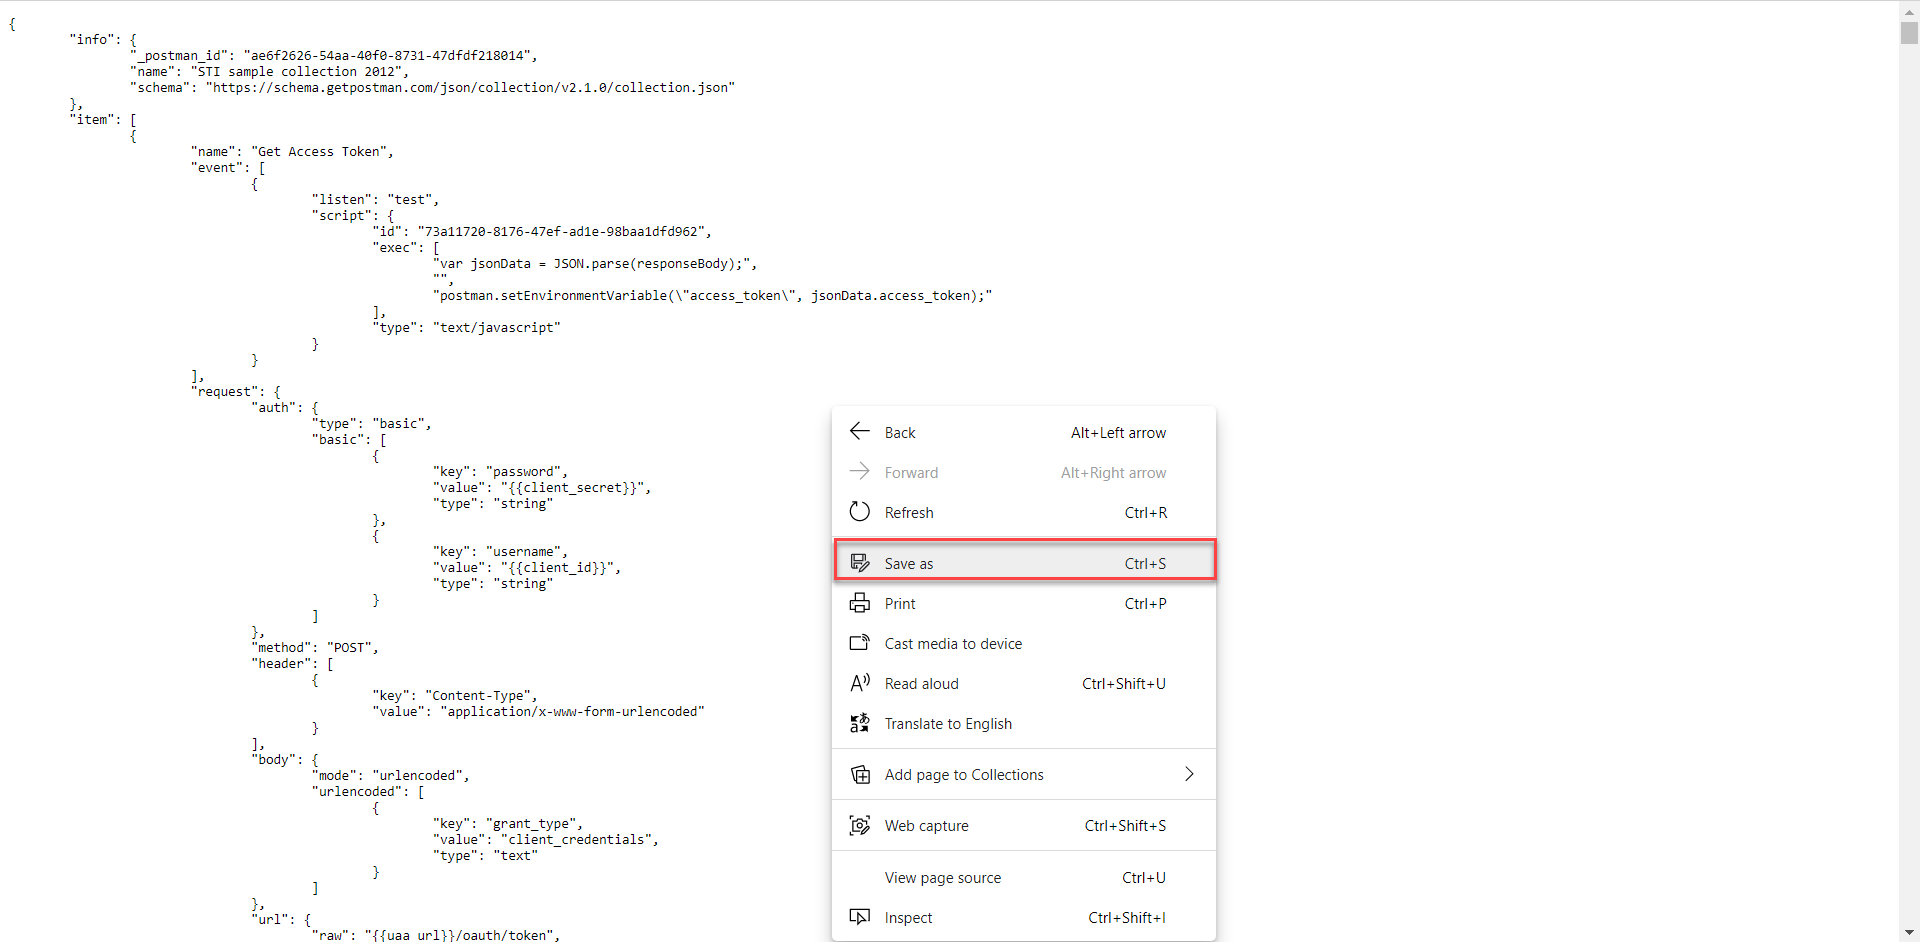 {
"info": {
"_postman_id": "ae6f2626-54aa-40f0-8731-47dfdf218014",
"name": "STI sample collection 2012",
"schema": "https://schema.getpostman.com/json/collection/v2.1.0/collection.json"
},
"item": [
{
"name": "Get Access Token",
"event": [
{
"listen": "test",
"script": {
"id": "73a11720-8176-47ef-ad1e-98baa1dfd962",
"exec": [
"var jsonData = JSON.parse(responseBody);",
"",
"postman.setEnvironmentVariable(\"access_token\", jsonData.access_token);"
],
"type": "text/javascript"
}
}
],
"request": {
"auth": {
"type": "basic",
"basic": [
{
"key": "password",
"value": "{{client_secret}}",
"type": "string"
},
{
"key": "username",
"value": "{{client_id}}",
"type": "string"
}
]
},
"method": "POST",
"header": [
{
"key": "Content-Type",
"value": "application/x-www-form-urlencoded"
}
],
"body": {
"mode": "urlencoded",
"urlencoded": [
{
"key": "grant_type",
"value": "client_credentials",
"type": "text"
}
]
},
"url": {
"raw": "{{uaa_url}}/oauth/token",
Back Alt+Left arrow
Forward Alt+Right arrow
Refresh Ctrl+R
Save as Ctrl+S
Print Ctrl+P
Cast media to device
Read aloud Ctrl+Shift+U
Translate to English
Add page to Collections
Web capture Ctrl+Shift+S
View page source Ctrl+U
Inspect Ctrl+Shift+I